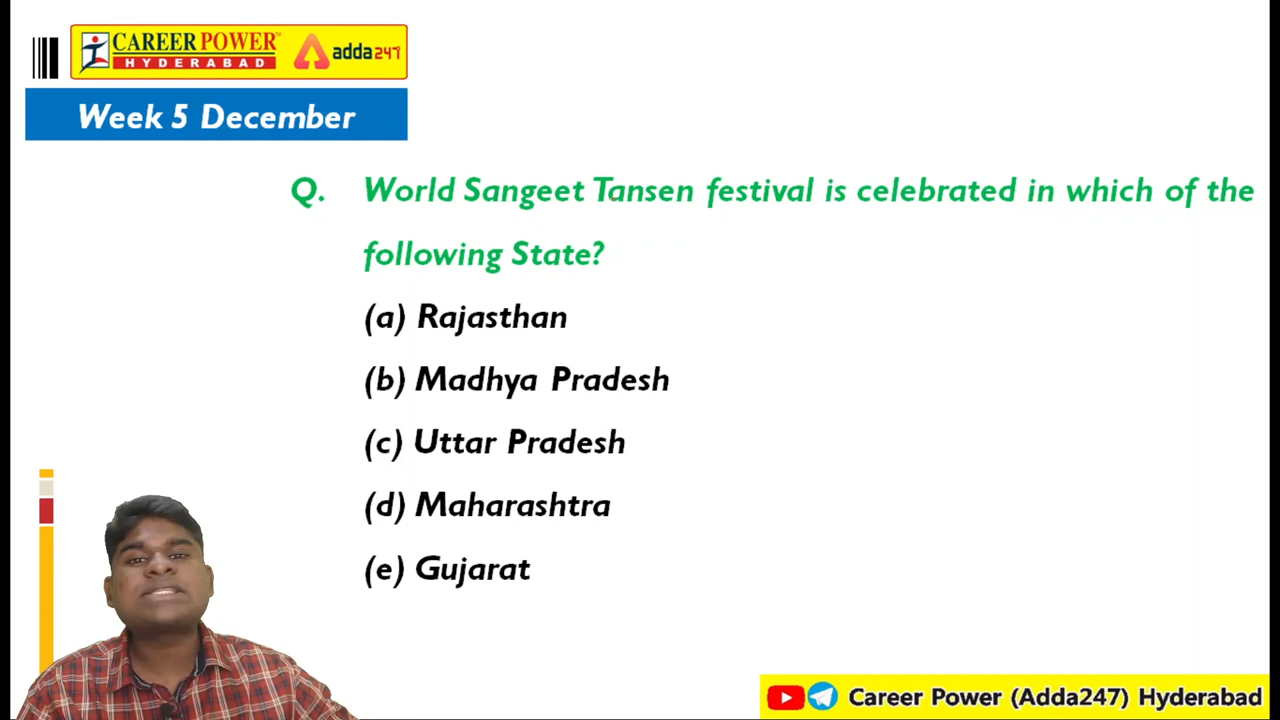 CAREER POWER™
HYDERABAD
adda247
Week 5 December
Q. World Sangeet Tansen festival is celebrated in which of the
following State?
(a) Rajasthan
(b) Madhya Pradesh
(c) Uttar Pradesh
(d) Maharashtra
(e) Gujarat
Career Power (Adda247) Hyderabad